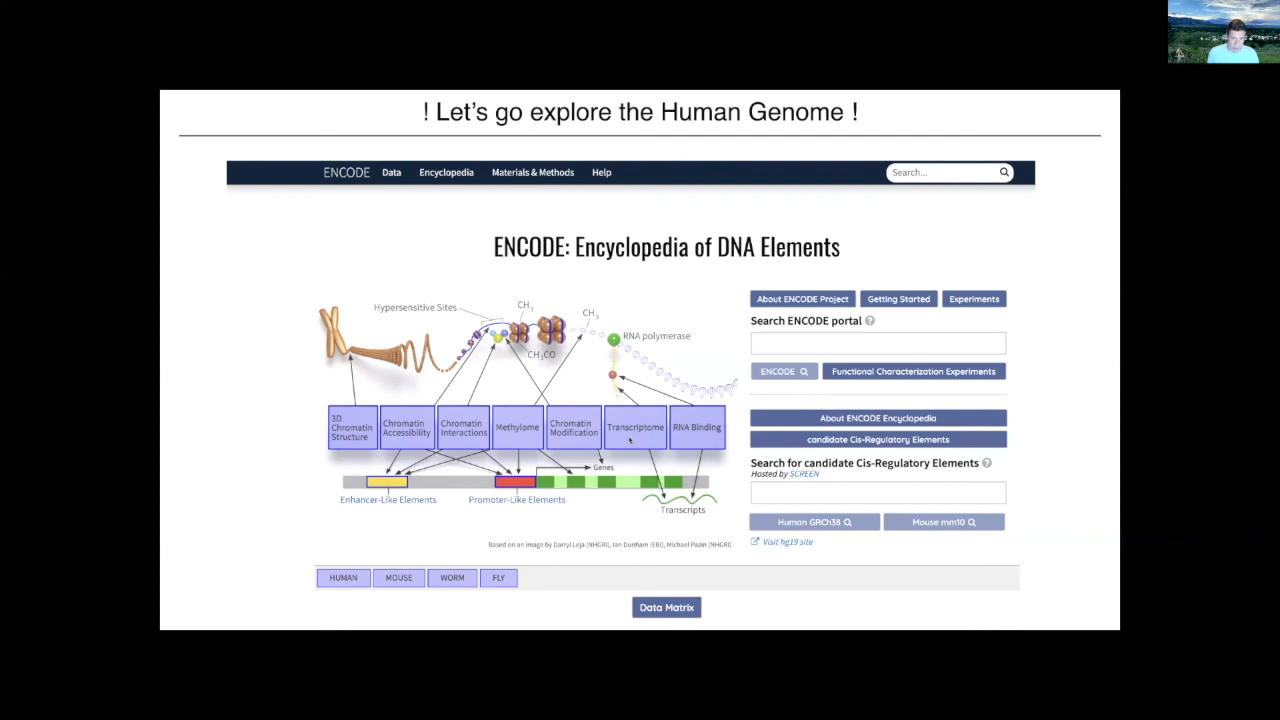 ! Let's go explore the Human Genome !
ENCODE Data Encyclopedia Materials & Methods Help Search...
ENCODE: Encyclopedia of DNA Elements
Hypersensitive Sites
CH3
CH3
RNA polymerase
CH3CO
3D Chromatin Structure
Chromatin Accessibility
Chromatin Interactions
Methylome
Chromatin Modification
Transcriptome
RNA Binding
Genes
Enhancer-Like Elements
Promoter-Like Elements
Transcripts
Based on an image by Darryl Leja (NHGRI), Ian Dunham (EBI), Michael Pazin (NHGRI)
About ENCODE Project Getting Started Experiments
Search ENCODE portal ?
ENCODE Functional Characterization Experiments
About ENCODE Encyclopedia
candidate Cis-Regulatory Elements
Search for candidate Cis-Regulatory Elements ?
Hosted by SCREEN
Human GRCh38 Mouse mm10
Visit hg19 site
HUMAN MOUSE WORM FLY
Data Matrix